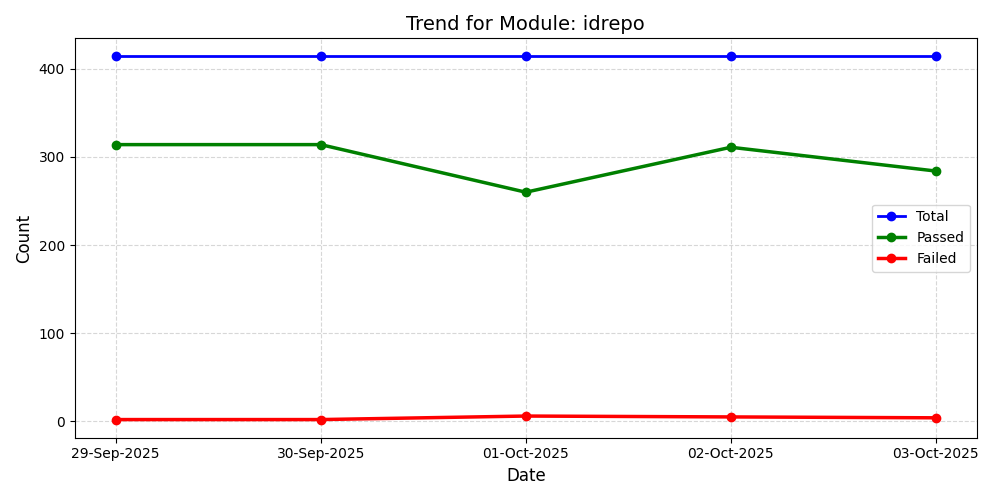 Trend for Module: idrepo
Count
400
300
200
100
0
Total
Passed
Failed
29-Sep-2025 30-Sep-2025 01-Oct-2025 02-Oct-2025 03-Oct-2025
Date